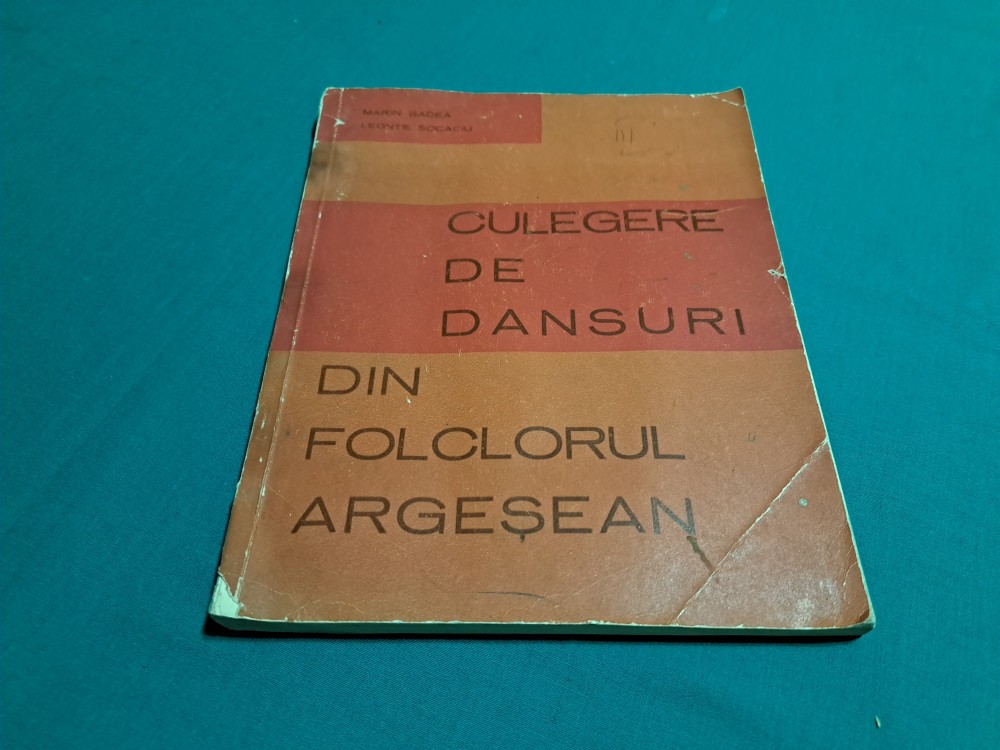 MARIN BADEA
LEONTE SOCACIU
CULEGERE
DE
DANSURI
DIN
FOLCLORUL
ARGEȘEAN